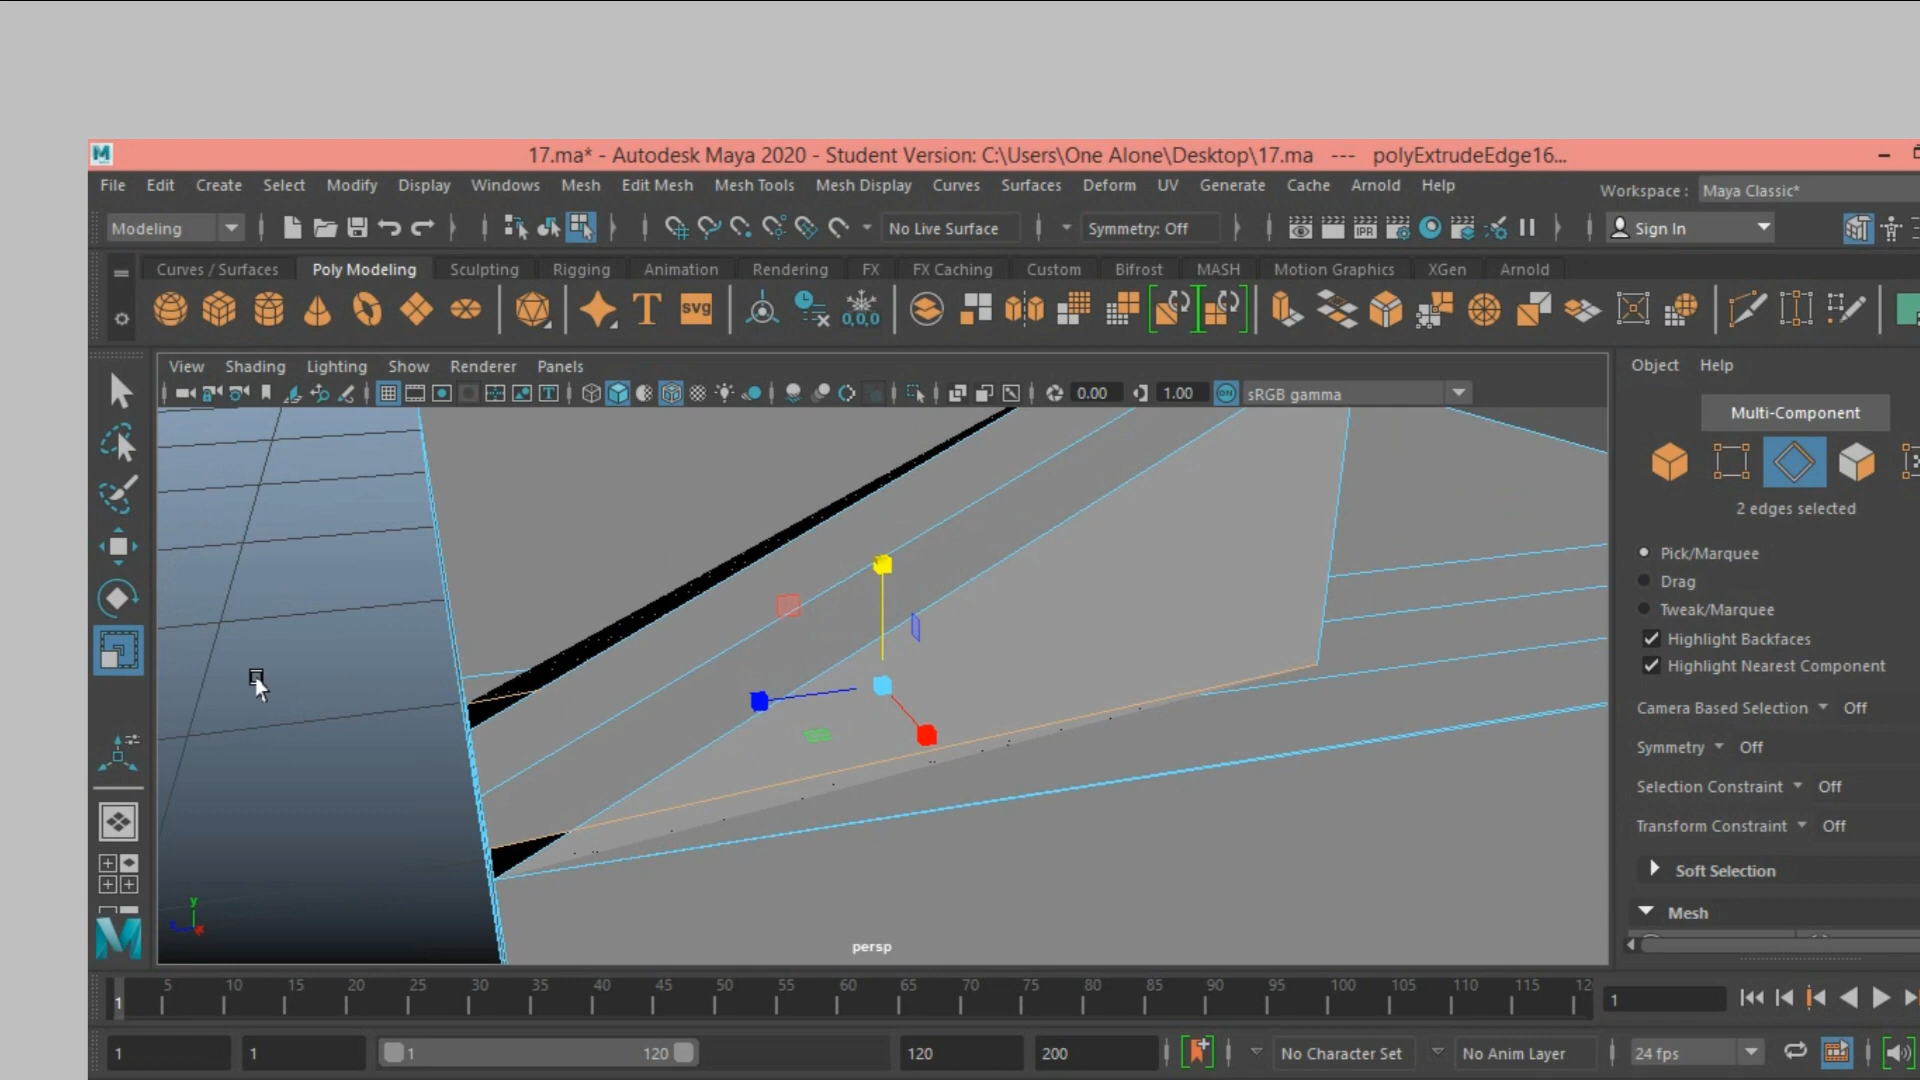 17.ma* - Autodesk Maya 2020 - Student Version: C:\Users\One Alone\Desktop\17.ma --- polyExtrudeEdge16...
File Edit Create Select Modify Display Windows Mesh Edit Mesh Mesh Tools Mesh Display Curves Surfaces Deform UV Generate Cache Arnold Help
Workspace : Maya Classic*
Modeling No Live Surface Symmetry: Off IPR Sign In
Curves / Surfaces Poly Modeling Sculpting Rigging Animation Rendering FX FX Caching Custom Bifrost MASH Motion Graphics XGen Arnold
T svg 0,0,0
View Shading Lighting Show Renderer Panels
Object Help
T 0.00 1.00 ON sRGB gamma
Multi-Component
2 edges selected
Pick/Marquee
Drag
Tweak/Marquee
Highlight Backfaces
Highlight Nearest Component
Camera Based Selection Off
Symmetry Off
Selection Constraint Off
Transform Constraint Off
Soft Selection
Mesh
y
persp
1 5 10 15 20 25 30 35 40 45 50 55 60 65 70 75 80 85 90 95 100 105 110 115 12
1
1 1 1 120 120 200 No Character Set No Anim Layer 24 fps